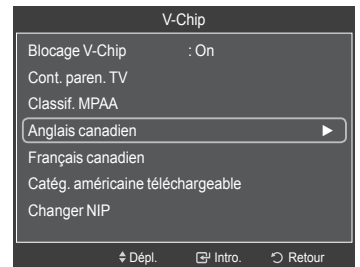 V-Chip
Blocage V-Chip : On
Cont. paren. TV
Classif. MPAA
Anglais canadien
Français canadien
Catég. américaine téléchargeable
Changer NIP
Dépl. Intro. Retour